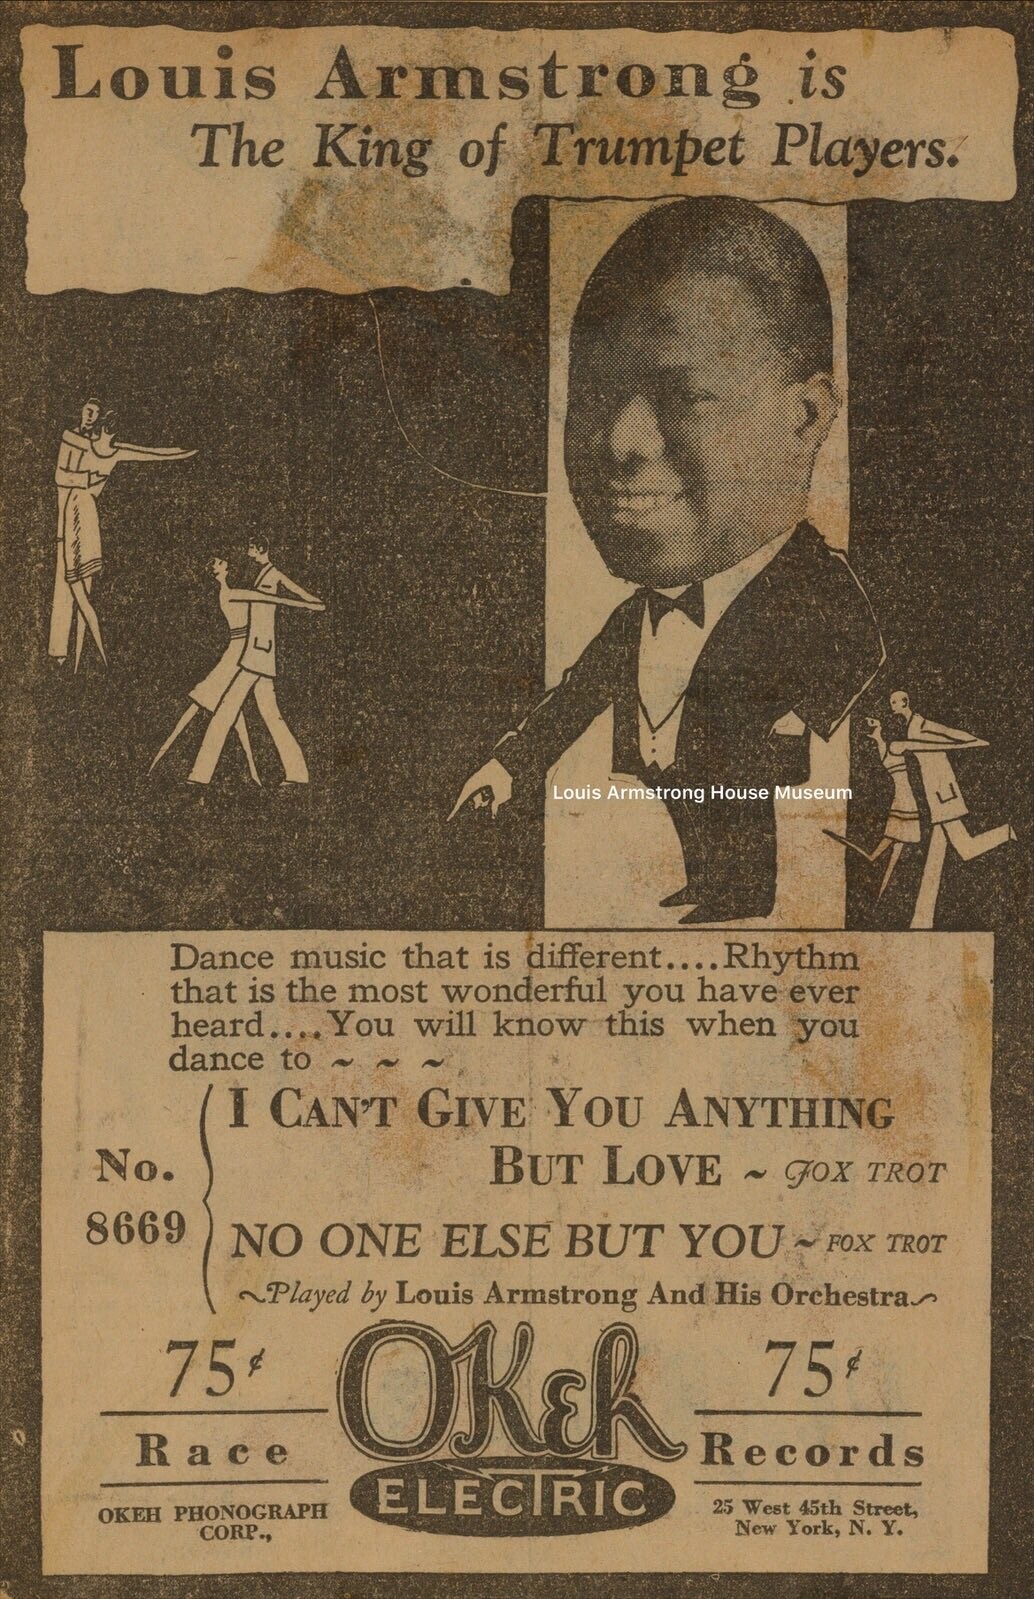 Louis Armstrong is
The King of Trumpet Players.
Louis Armstrong House Museum
Dance music that is different....Rhythm
that is the most wonderful you have ever
heard....You will know this when you
dance to ~ ~ ~
No.
8669
I CAN'T GIVE YOU ANYTHING
BUT LOVE ~ FOX TROT
NO ONE ELSE BUT YOU ~ FOX TROT
~Played by Louis Armstrong And His Orchestra.~
75¢
Race
OKEH PHONOGRAPH
CORP.,
OKeh
ELECTRIC
75¢
Records
25 West 45th Street,
New York, N. Y.